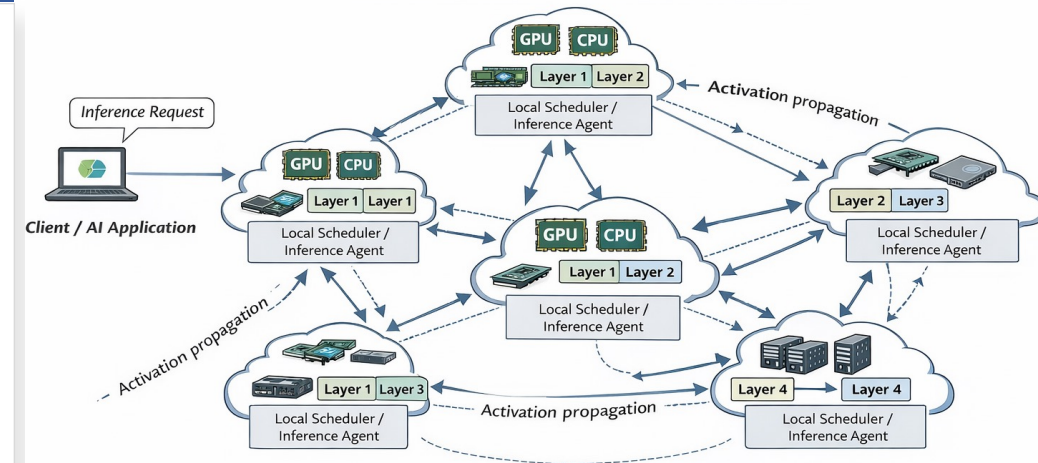 GPU CPU
Layer 1 Layer 2
Local Scheduler /
Inference Agent
Activation propagation
Inference Request
Client / AI Application
GPU CPU
Layer 1 Layer 1
Local Scheduler /
Inference Agent
Layer 2 Layer 3
Local Scheduler /
Inference Agent
GPU CPU
Layer 1 Layer 2
Local Scheduler /
Inference Agent
Activation propagation
Layer 1 Layer 3
Local Scheduler /
Inference Agent
Activation propagation
Layer 4 Layer 4
Local Scheduler /
Inference Agent